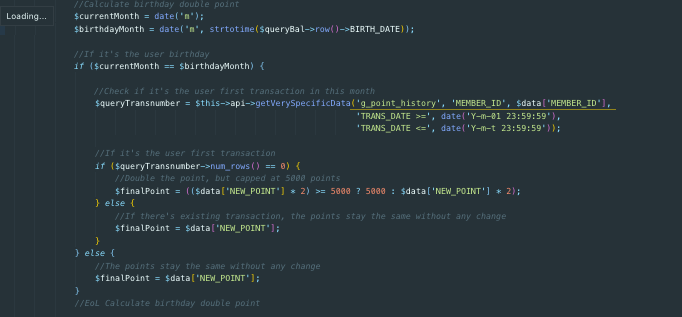 //Calculate birthday double point
Loading...
$currentMonth = date('m');
$birthdayMonth = date('m', strtotime($queryBal->row()->BIRTH_DATE));
//If it's the user birthday
if ($currentMonth == $birthdayMonth) {
//Check if it's the user first transaction in this month
$queryTransnumber = $this->api->getVerySpecificData('g_point_history', 'MEMBER_ID', $data['MEMBER_ID'],
'TRANS_DATE >=', date('Y-m-01 23:59:59'),
'TRANS_DATE <=', date('Y-m-t 23:59:59'));
//If it's the user first transaction
if ($queryTransnumber->num_rows() == 0) {
//Double the point, but capped at 5000 points
$finalPoint = (($data['NEW_POINT'] * 2) >= 5000 ? 5000 : $data['NEW_POINT'] * 2);
} else {
//If there's existing transaction, the points stay the same without any change
$finalPoint = $data['NEW_POINT'];
}
} else {
//The points stay the same without any change
$finalPoint = $data['NEW_POINT'];
}
//EoL Calculate birthday double point